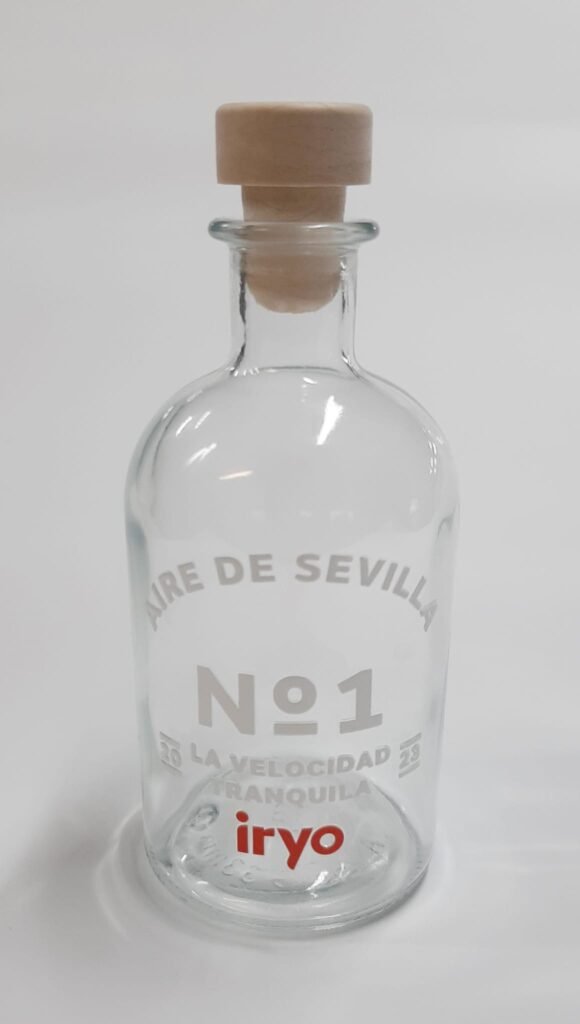 AIRE DE SEVILLA
Nº1
20 LA VELOCIDAD 23
TRANQUILA
iryo